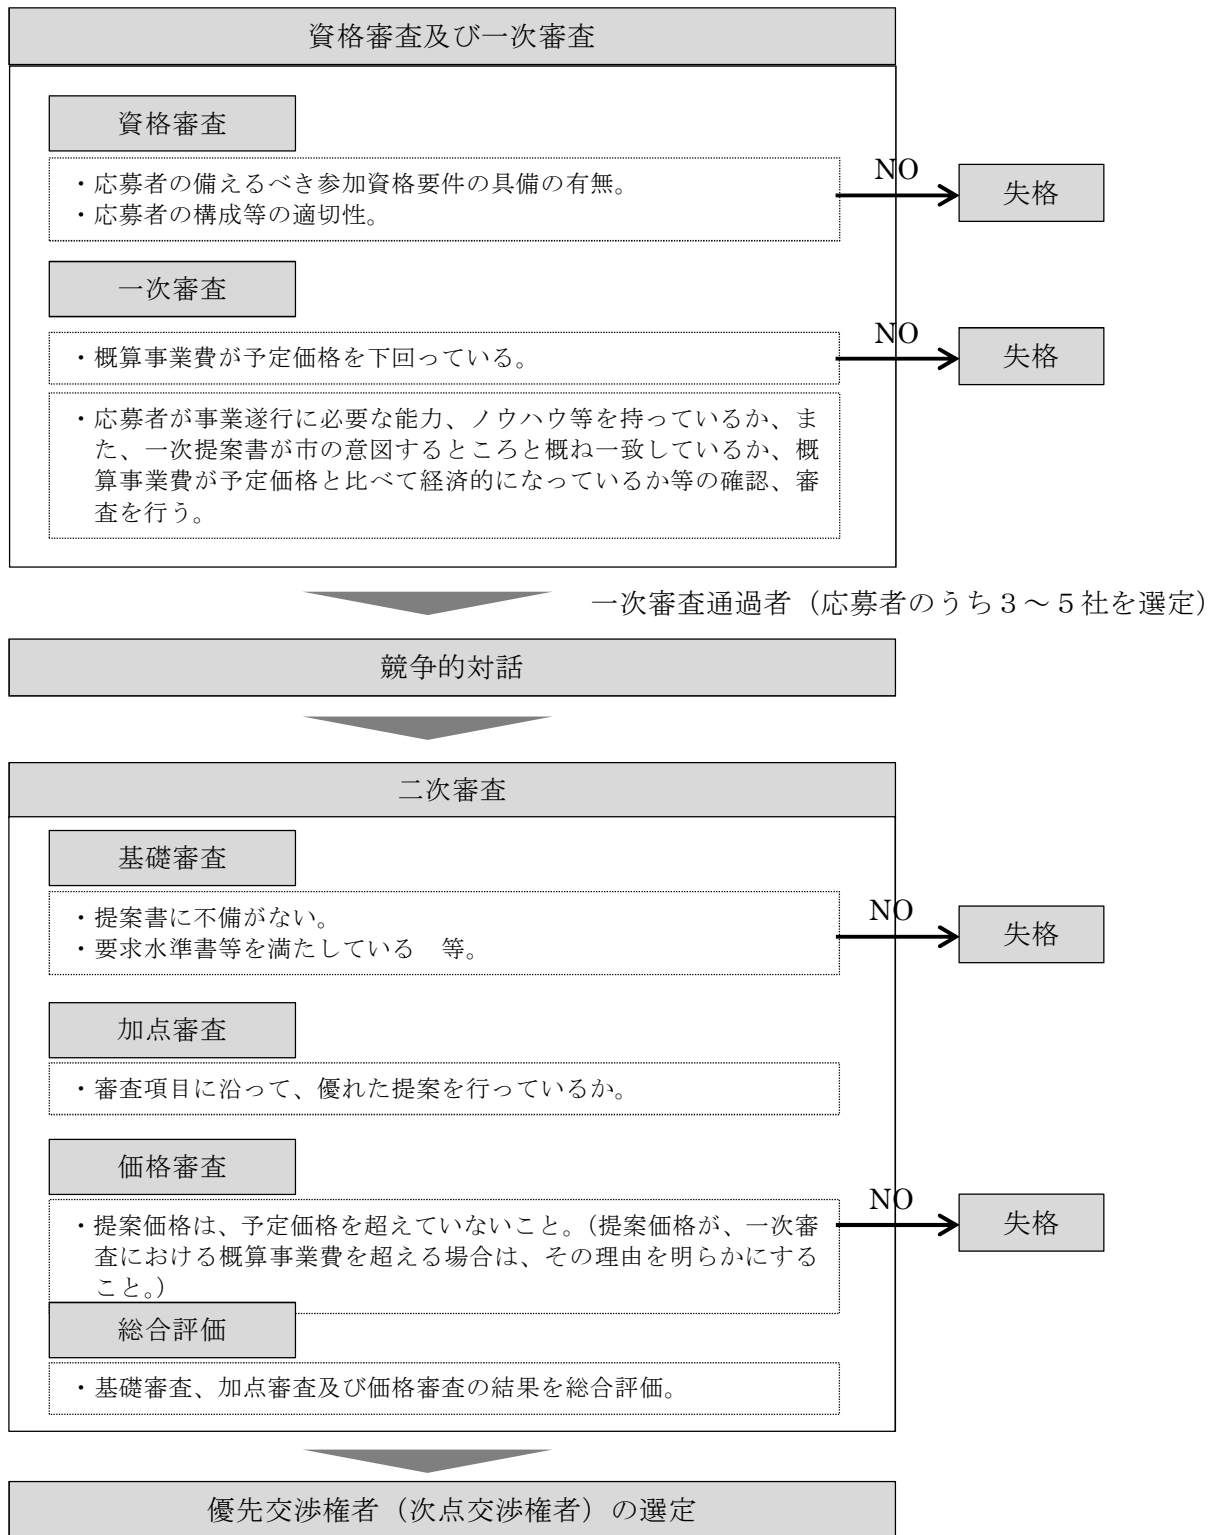 資格審査及び一次審査
資格審査
・応募者の備えるべき参加資格要件の具備の有無。
・応募者の構成等の適切性。
NO
失格
一次審査
・概算事業費が予定価格を下回っている。
NO
失格
・応募者が事業遂行に必要な能力、ノウハウ等を持っているか、ま
た、一次提案書が市の意図するところと概ね一致しているか、概
算事業費が予定価格と比べて経済的になっているか等の確認、審
査を行う。
一次審査通過者（応募者のうち３～５社を選定）
競争的対話
二次審査
基礎審査
・提案書に不備がない。
・要求水準書等を満たしている　等。
NO
失格
加点審査
・審査項目に沿って、優れた提案を行っているか。
価格審査
・提案価格は、予定価格を超えていないこと。（提案価格が、一次審
査における概算事業費を超える場合は、その理由を明らかにする
こと。）
NO
失格
総合評価
・基礎審査、加点審査及び価格審査の結果を総合評価。
優先交渉権者（次点交渉権者）の選定